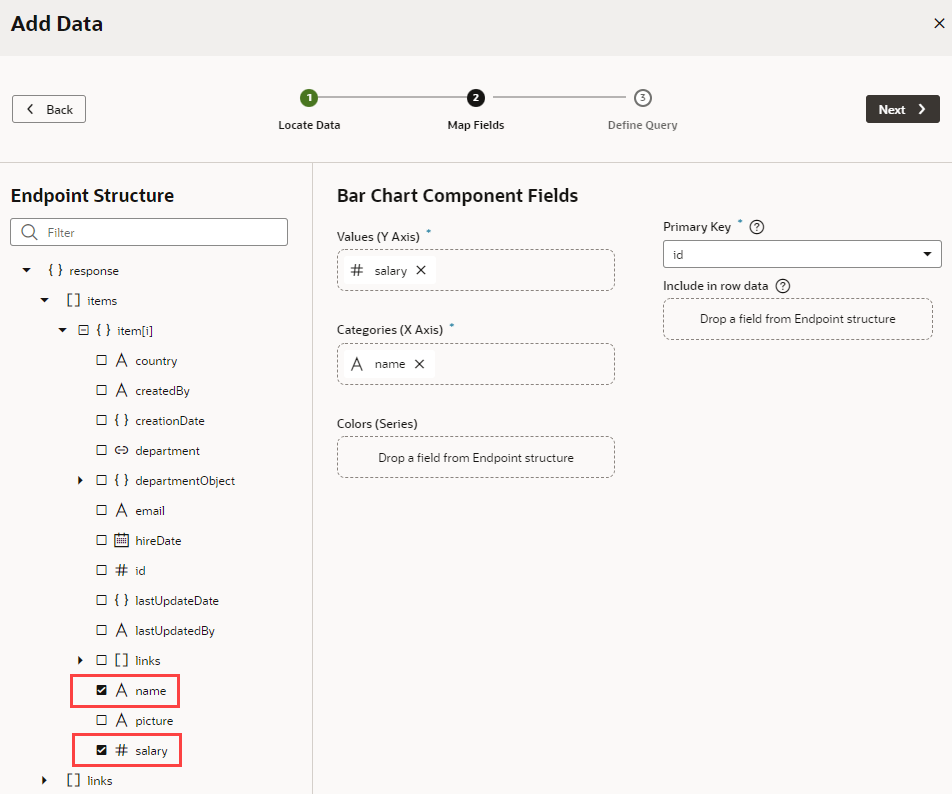 Add Data
Back
1
2
3
Locate Data
Map Fields
Define Query
Next
Endpoint Structure
Filter
{ } response
[ ] items
{ } item[i]
A country
A createdBy
{ } creationDate
department
{ } departmentObject
A email
hireDate
# id
{ } lastUpdateDate
A lastUpdatedBy
[ ] links
A name
A picture
# salary
[ ] links
Bar Chart Component Fields
Values (Y Axis) *
# salary
Categories (X Axis) *
A name
Colors (Series)
Drop a field from Endpoint structure
Primary Key * ?
id
Include in row data ?
Drop a field from Endpoint structure